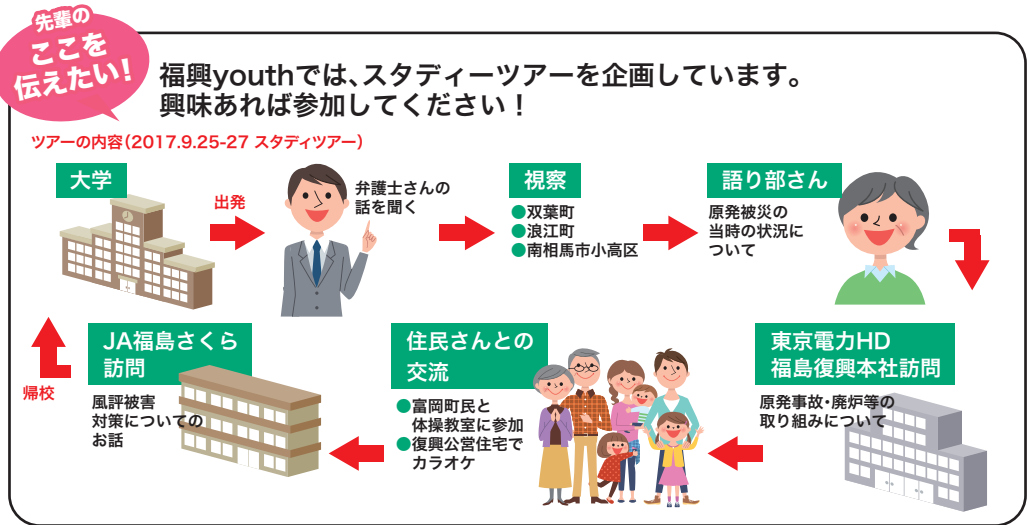 先輩の
ここを
伝えたい!
福興youthでは、スタディーツアーを企画しています。
興味あれば参加してください!
ツアーの内容(2017.9.25-27 スタディツアー)
大学
出発
弁護士さんの
話を聞く
視察
●双葉町
●浪江町
●南相馬市小高区
語り部さん
原発被災の
当時の状況に
ついて
東京電力HD
福島復興本社訪問
原発事故・廃炉等の
取り組みについて
住民さんとの
交流
●富岡町民と
体操教室に参加
●復興公営住宅で
カラオケ
JA福島さくら
訪問
風評被害
対策についての
お話
帰校